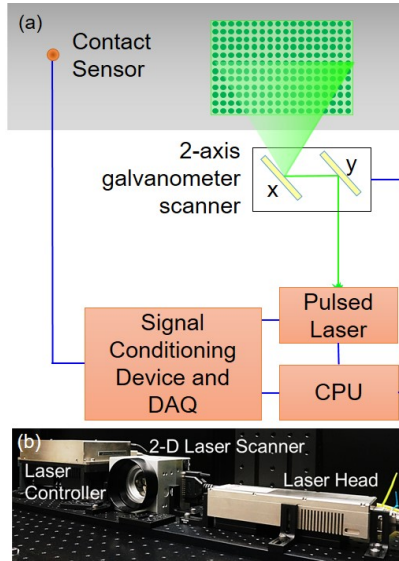 (a)
Contact
Sensor
2-axis
galvanometer
scanner
x
y
Signal
Conditioning
Device and
DAQ
Pulsed
Laser
CPU
(b)
2-D Laser Scanner
Laser
Controller
Laser Head